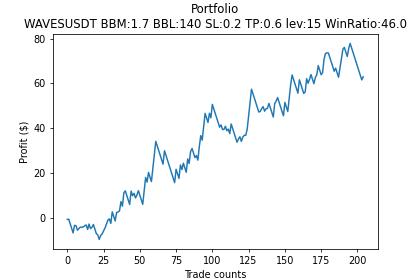 Portfolio
WAVESUSDT BBM:1.7 BBL:140 SL:0.2 TP:0.6 lev:15 WinRatio:46.0
80
60
40
20
0
Profit ($)
0 25 50 75 100 125 150 175 200
Trade counts